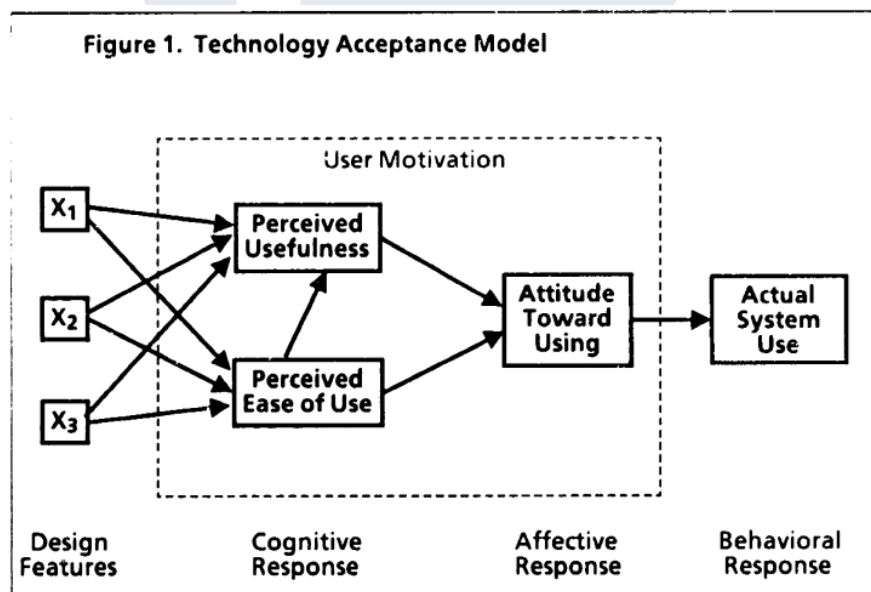 Figure 1. Technology Acceptance Model
User Motivation
X1
X2
X3
Perceived
Usefulness
Perceived
Ease of Use
Attitude
Toward
Using
Actual
System
Use
Design
Features
Cognitive
Response
Affective
Response
Behavioral
Response